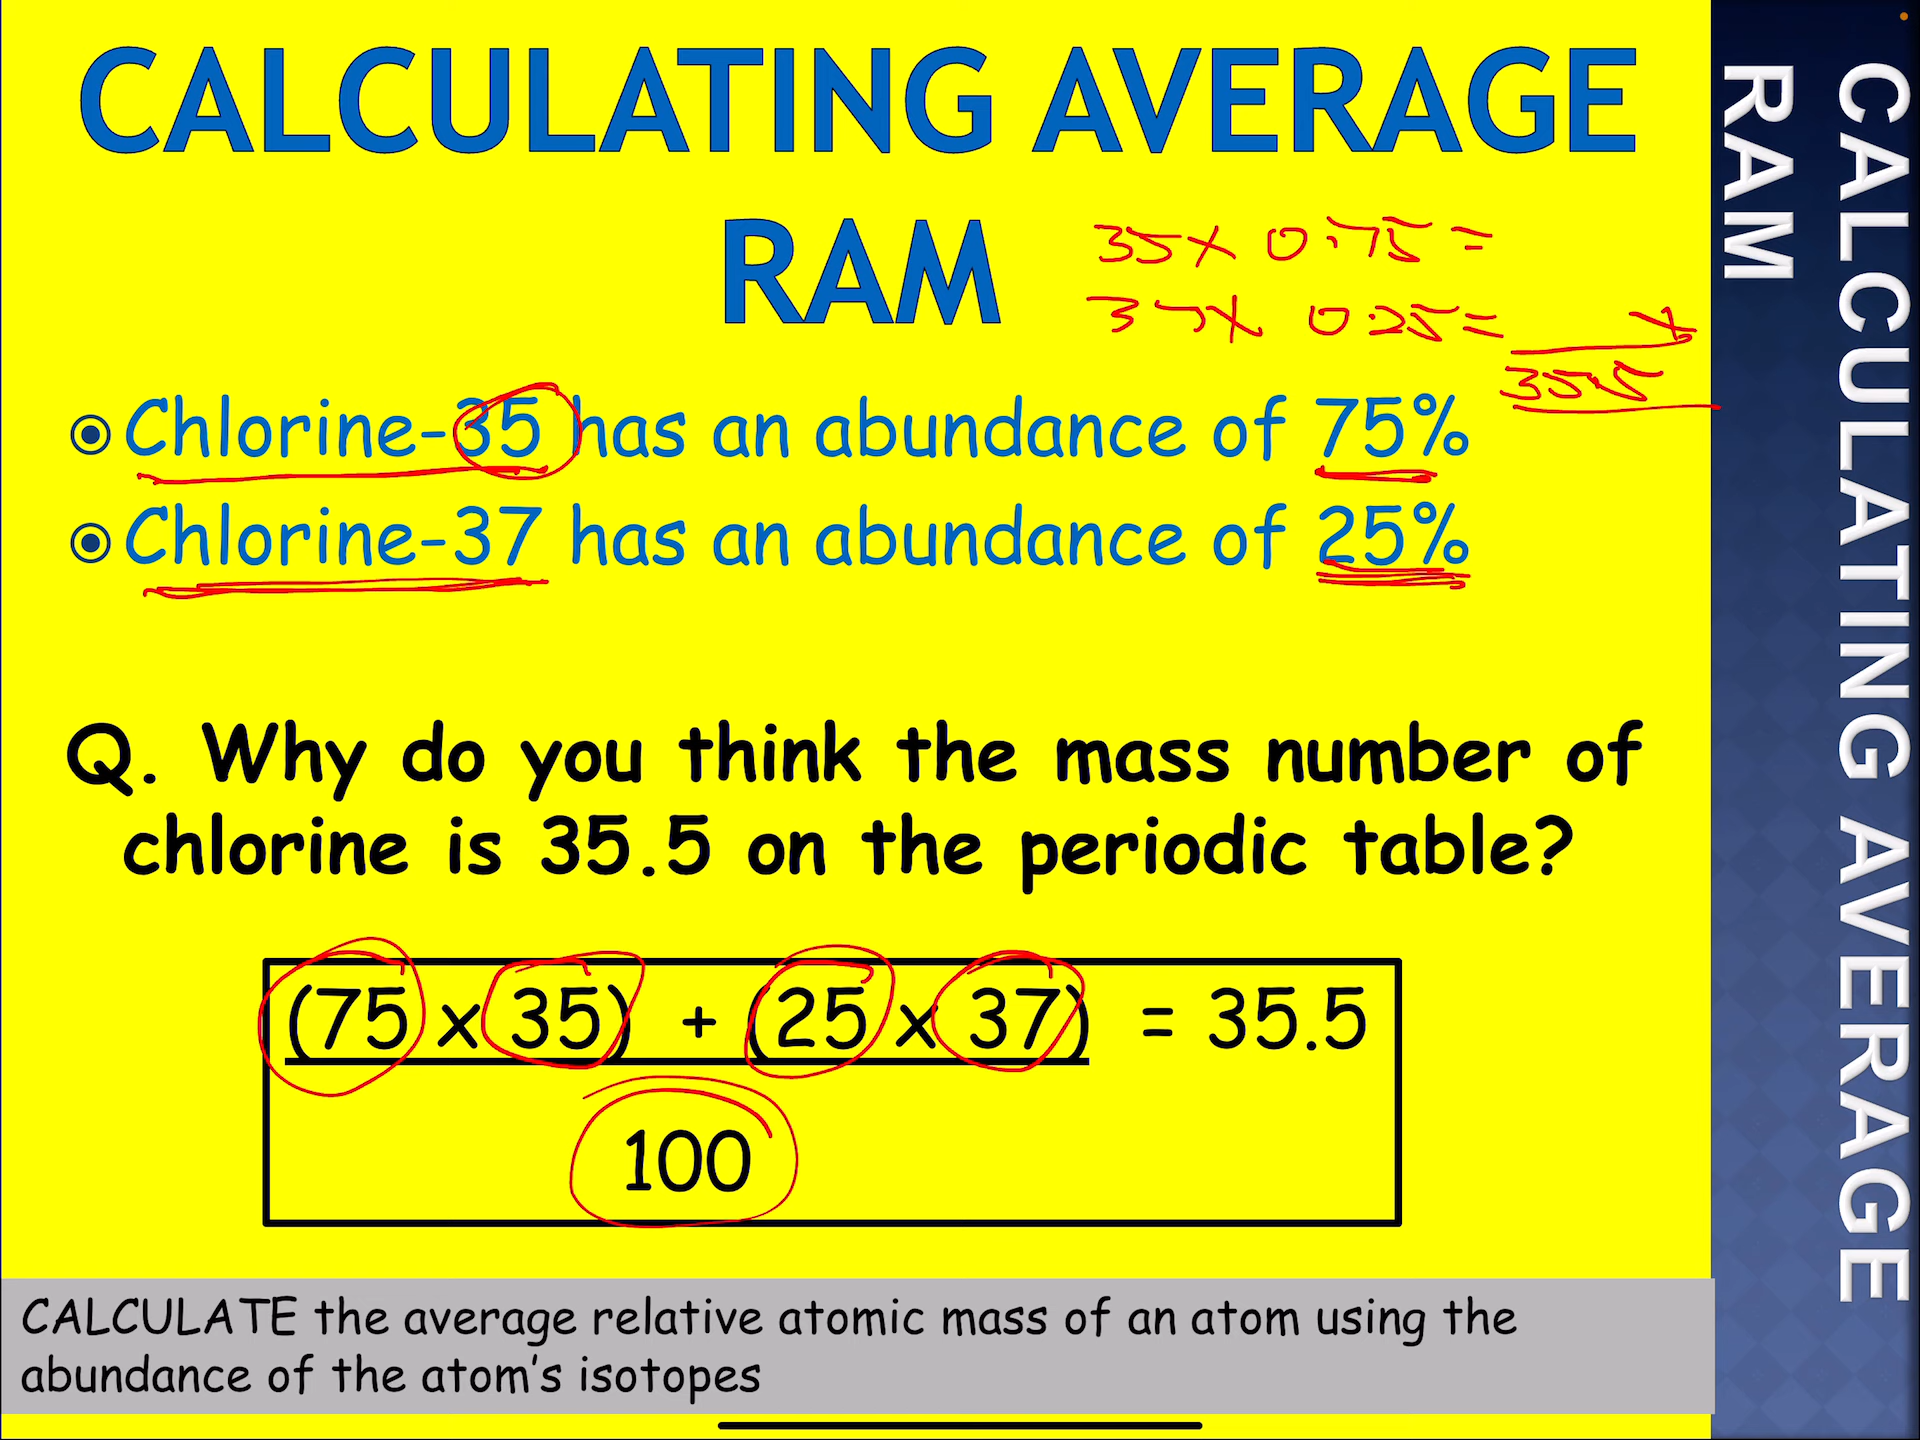 CALCULATING AVERAGE
RAM
35 x 0.75 =
37 x 0.25 =
35.5
Chlorine-35 has an abundance of 75%
Chlorine-37 has an abundance of 25%
Q. Why do you think the mass number of
chlorine is 35.5 on the periodic table?
(75 x 35) + (25 x 37) = 35.5
100
CALCULATE the average relative atomic mass of an atom using the
abundance of the atom's isotopes
CALCULATING AVERAGE
RAM